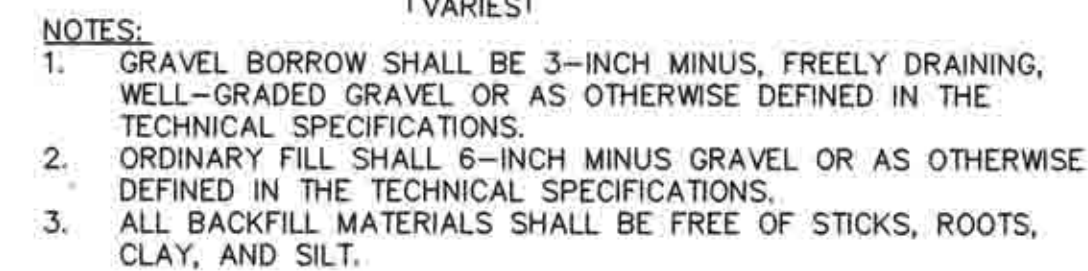 VARIES
NOTES:
1. GRAVEL BORROW SHALL BE 3-INCH MINUS, FREELY DRAINING,
WELL-GRADED GRAVEL OR AS OTHERWISE DEFINED IN THE
TECHNICAL SPECIFICATIONS.
2. ORDINARY FILL SHALL 6-INCH MINUS GRAVEL OR AS OTHERWISE
DEFINED IN THE TECHNICAL SPECIFICATIONS.
3. ALL BACKFILL MATERIALS SHALL BE FREE OF STICKS, ROOTS,
CLAY, AND SILT.